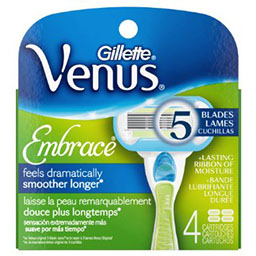 Gillette
Venus
Embrace
feels dramatically
smoother longer*
laisse la peau remarquablement
douce plus longtemps*
sensación extremadamente más
suave por más tiempo*
5
BLADES
LAMES
CUCHILLAS
+LASTING
RIBBON OF
MOISTURE
+BANDE
LUBRIFIANTE
LONGUE
DURÉE
4
CARTRIDGES
CARTOUCHES
CARTUCHOS